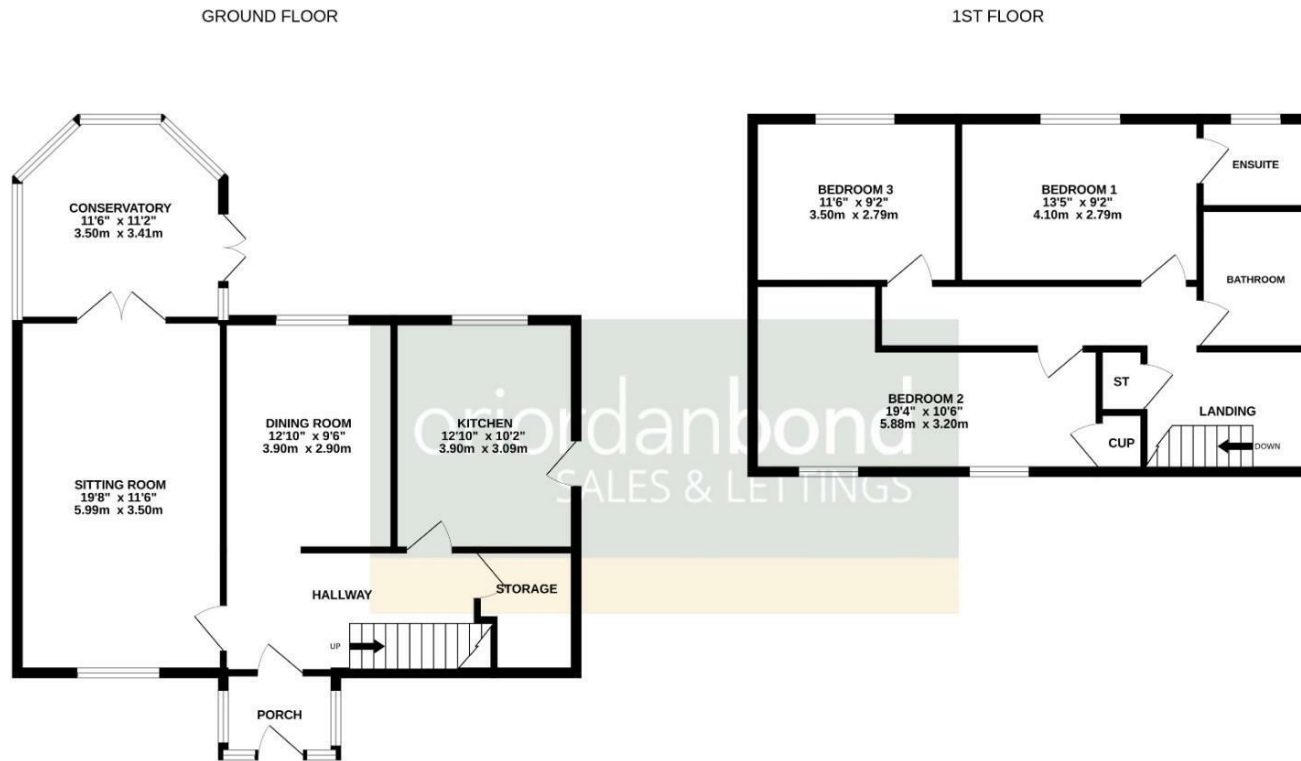 GROUND FLOOR
CONSERVATORY
11'6" x 11'2"
3.50m x 3.41m
DINING ROOM
12'10" x 9'6"
3.90m x 2.90m
KITCHEN
12'10" x 10'2"
3.90m x 3.09m
SITTING ROOM
19'8" x 11'6"
5.99m x 3.50m
HALLWAY
STORAGE
UP
PORCH
1ST FLOOR
BEDROOM 3
11'6" x 9'2"
3.50m x 2.79m
BEDROOM 1
13'5" x 9'2"
4.10m x 2.79m
ENSUITE
BATHROOM
BEDROOM 2
19'4" x 10'6"
5.88m x 3.20m
ST
CUP
LANDING
DOWN
oriordanbond
SALES & LETTINGS